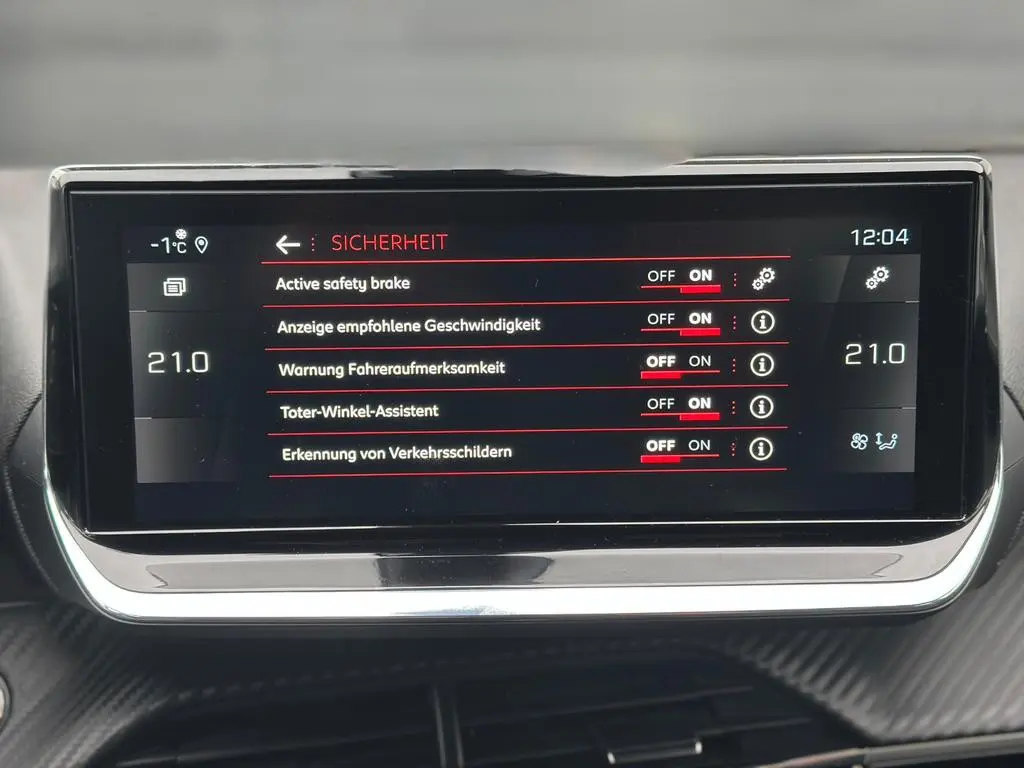 -1°C
SICHERHEIT
12:04
Active safety brake OFF ON
Anzeige empfohlene Geschwindigkeit OFF ON
21.0
Warnung Fahreraufmerksamkeit OFF ON
21.0
Toter-Winkel-Assistent OFF ON
Erkennung von Verkehrsschildern OFF ON